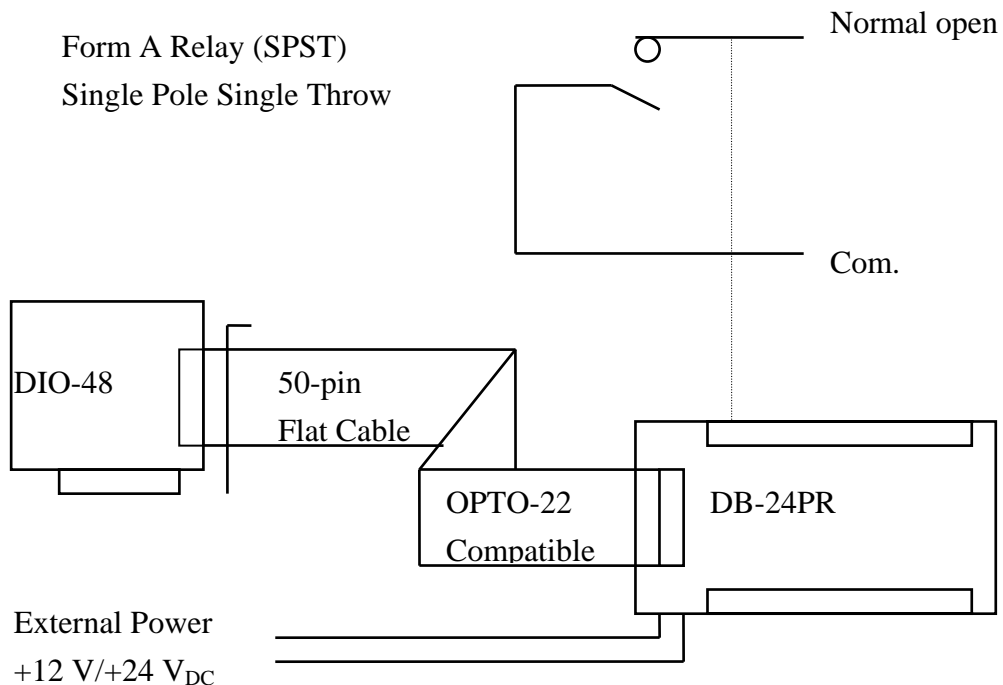 Form A Relay (SPST)
Single Pole Single Throw
Normal open
Com.
DIO-48
50-pin
Flat Cable
OPTO-22
Compatible
DB-24PR
External Power
+12 V/+24 VDC